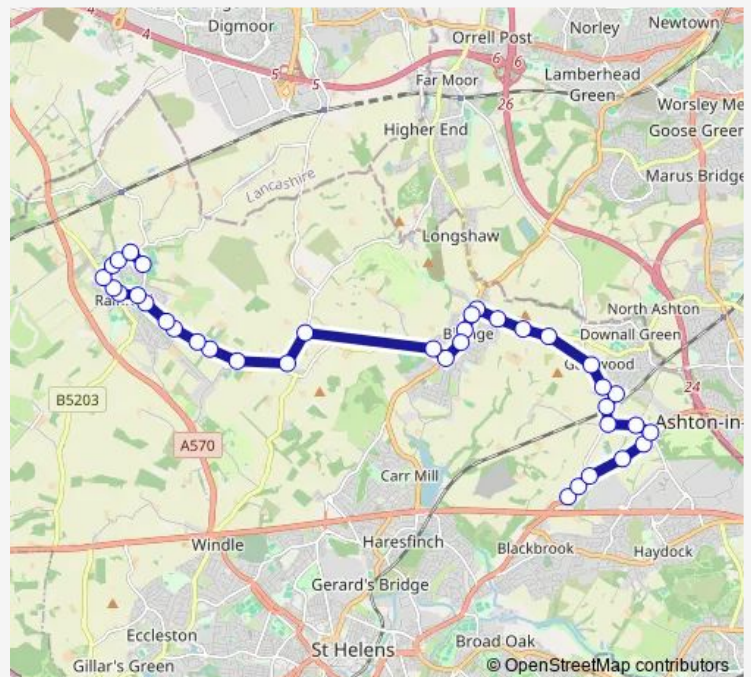 Digmoor
Orrell Post
Norley
Newtown
4
4
5
5
6
6
26
Far Moor
Lamberhead
Green
Worsley Me
Goose Green
Higher End
Marus Bridge
Lancashire
Longshaw
North Ashton
Downall Green
24
B5203
A570
Ashton-in-
Carr Mill
Windle
Haresfinch
Blackbrook
Haydock
Gerard's Bridge
Eccleston
St Helens
Broad Oak
Gillar's Green
© OpenStreetMap contributors